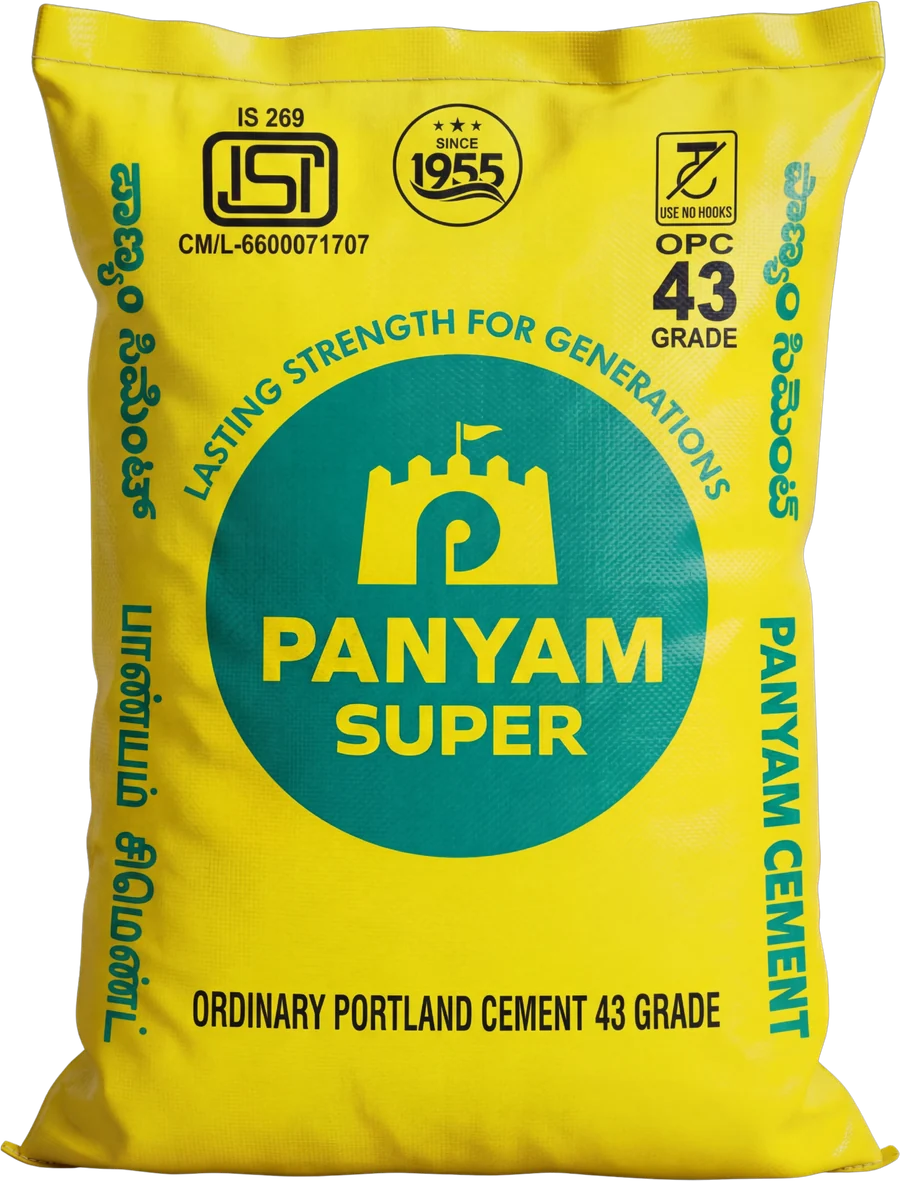 IS 269
CM/L-6600071707
SINCE
1955
USE NO HOOKS
OPC
43
GRADE
LASTING STRENGTH FOR GENERATIONS
PANYAM
SUPER
పాణ్యం సిమెంట్
பாண்யம் சிமெண்ட்
PANYAM CEMENT
ORDINARY PORTLAND CEMENT 43 GRADE